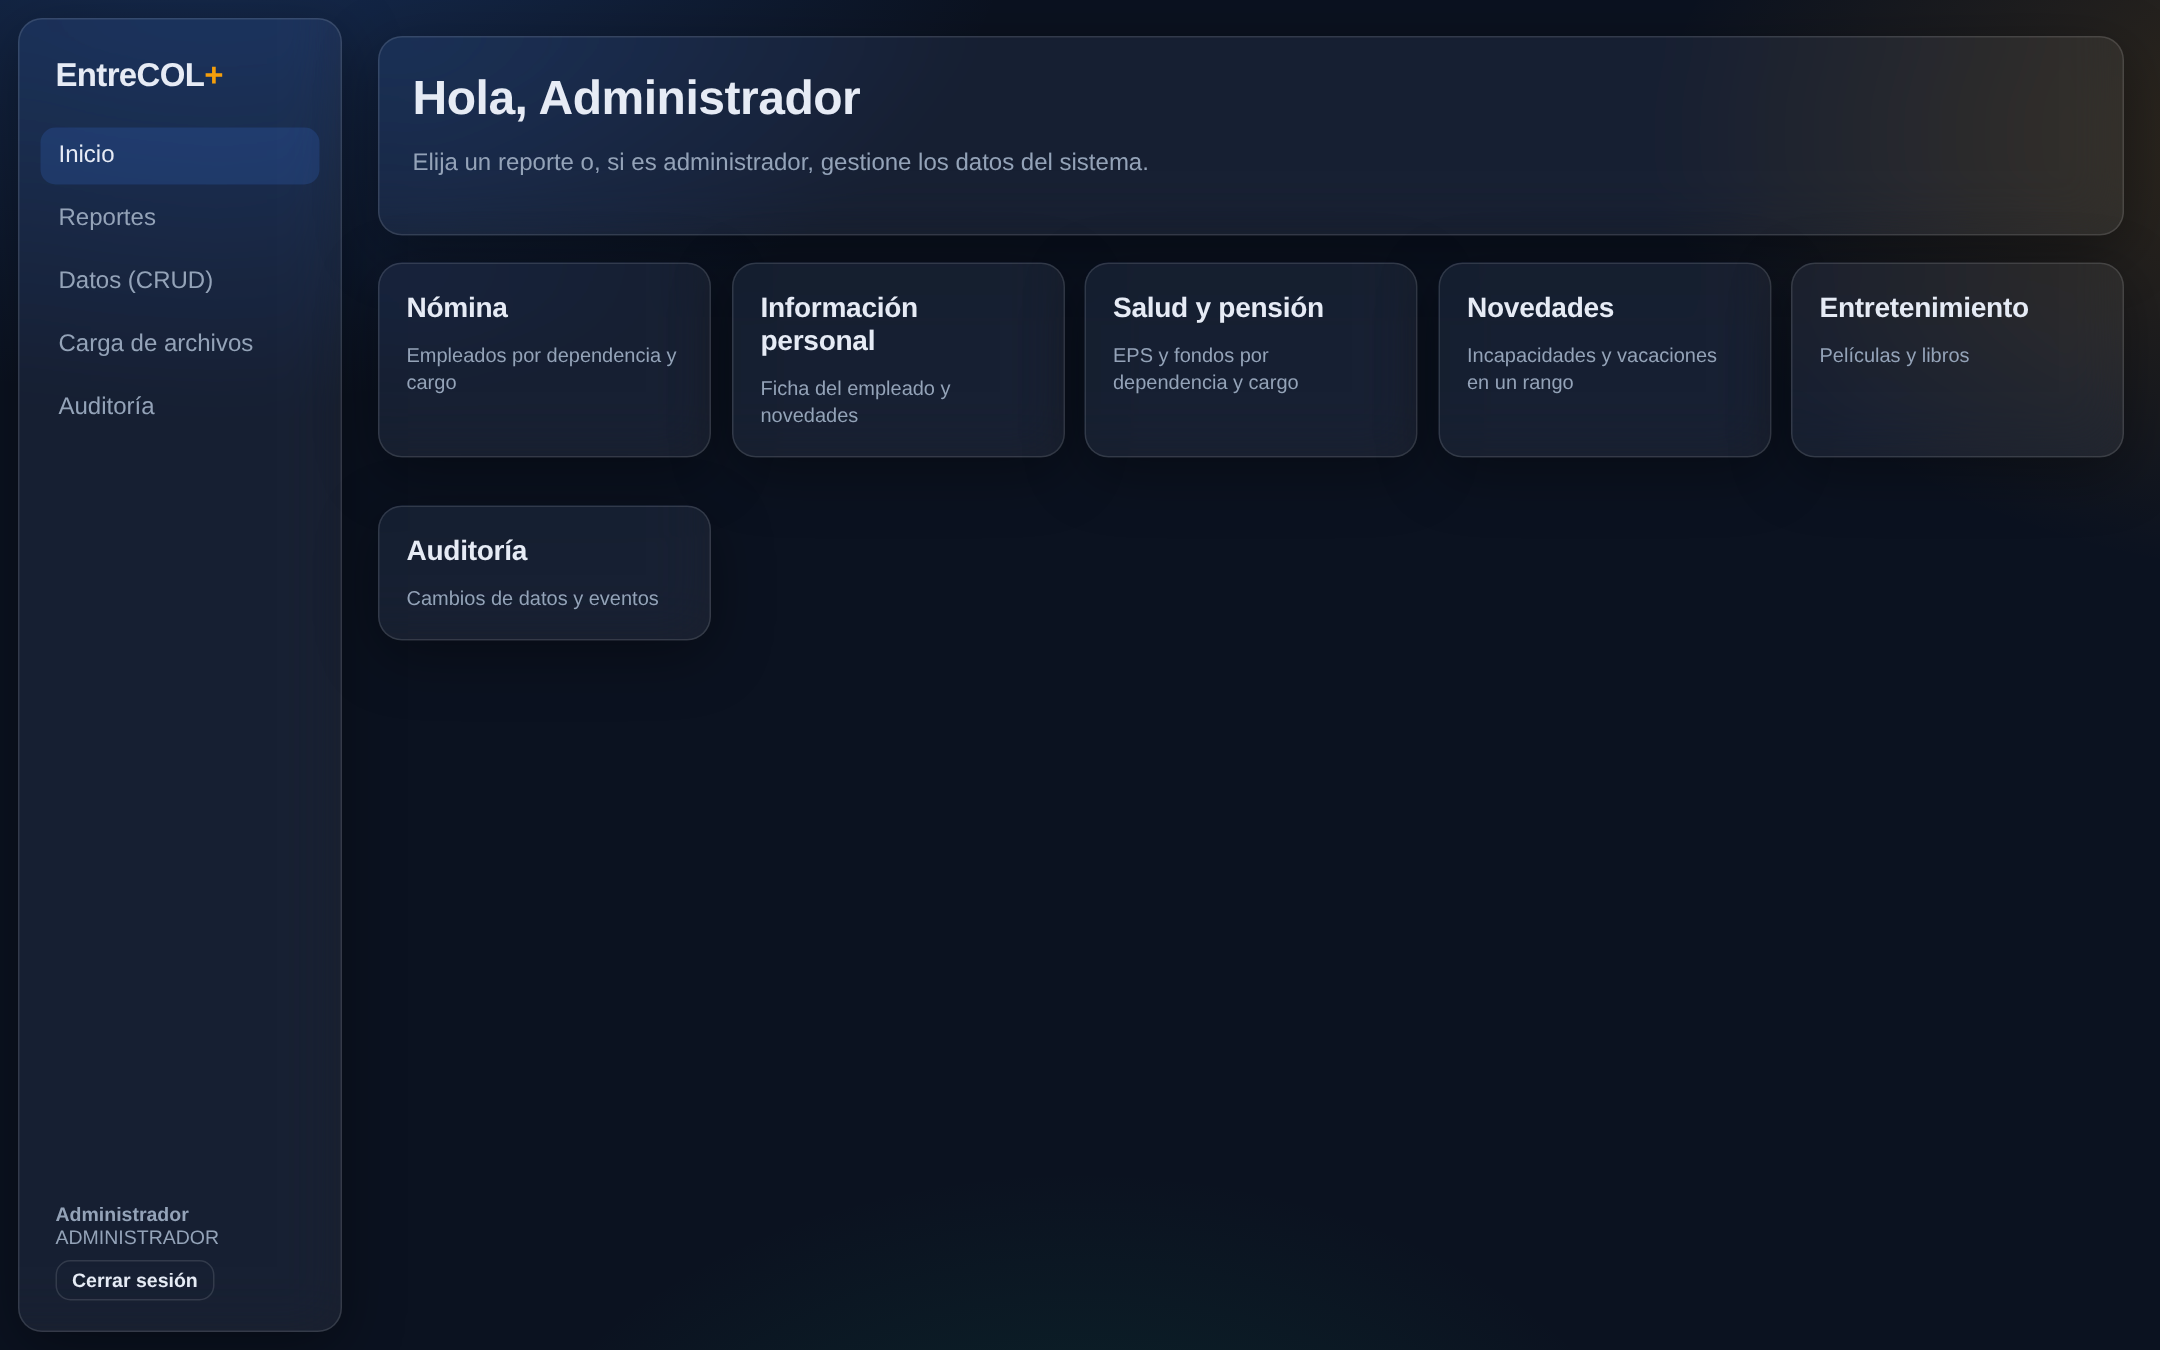 EntreCOL+
Inicio
Reportes
Datos (CRUD)
Carga de archivos
Auditoría
Administrador
ADMINISTRADOR
Cerrar sesión
Hola, Administrador
Elija un reporte o, si es administrador, gestione los datos del sistema.
Nómina
Empleados por dependencia y
cargo
Información
personal
Ficha del empleado y
novedades
Salud y pensión
EPS y fondos por
dependencia y cargo
Novedades
Incapacidades y vacaciones
en un rango
Entretenimiento
Películas y libros
Auditoría
Cambios de datos y eventos